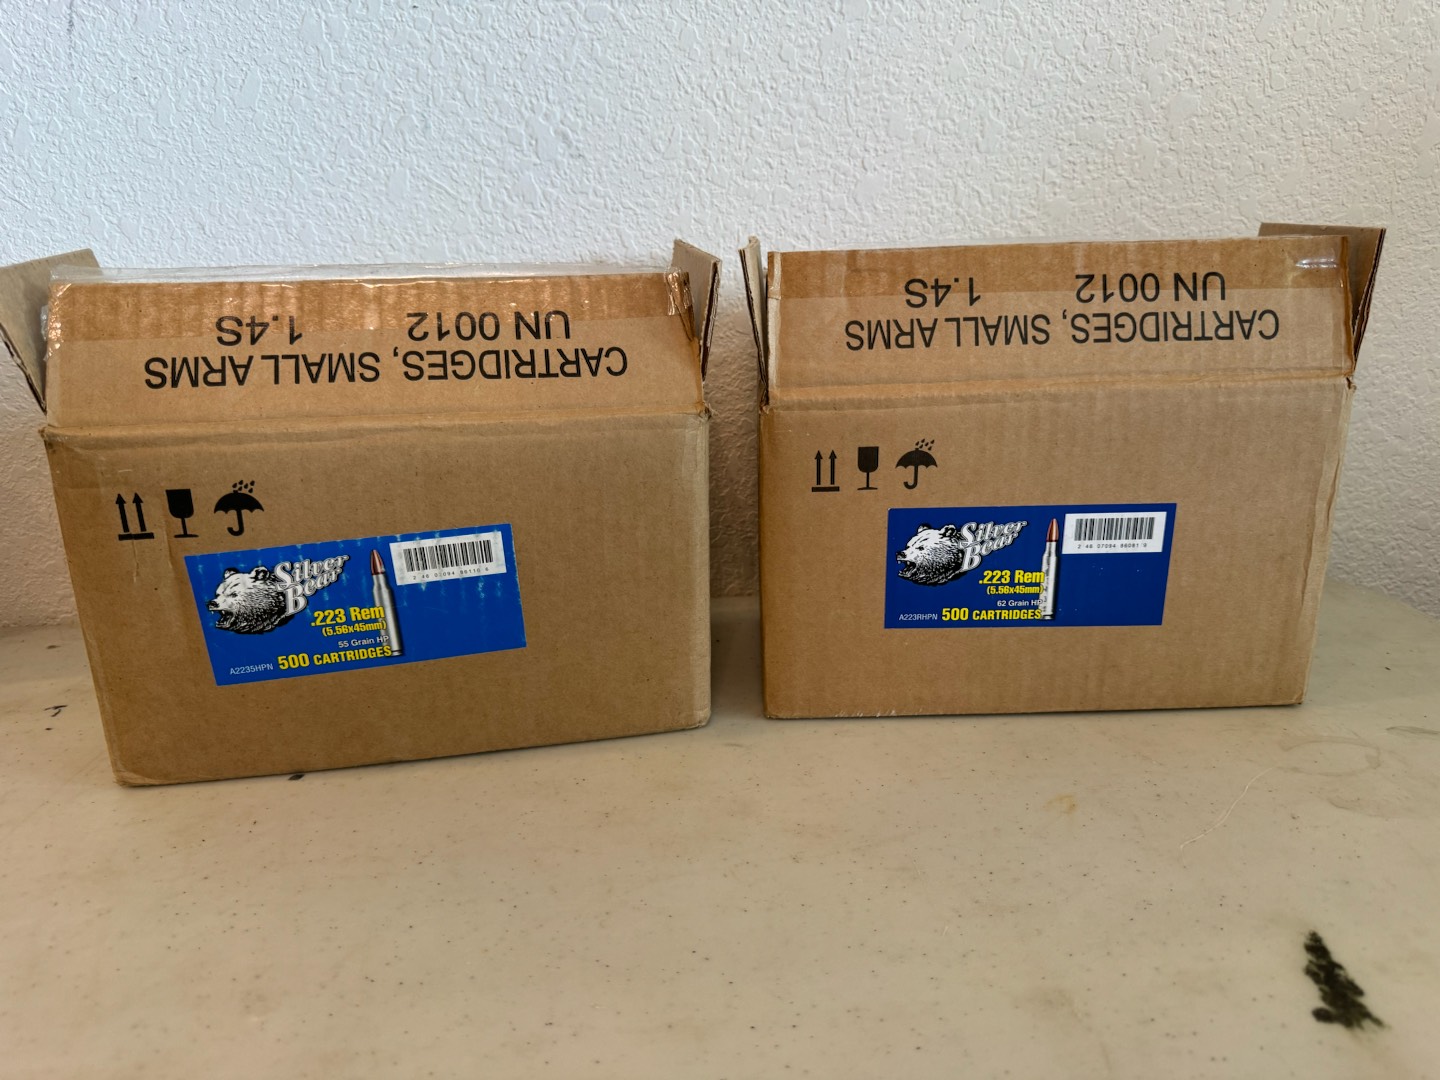 CARTRIDGES, SMALL ARMS
UN 0012 1.4S
Silver
Bear
.223 Rem
(5.56x45mm)
55 Grain HP
A2235HPN 500 CARTRIDGES
CARTRIDGES, SMALL ARMS
UN 0012 1.4S
Silver
Bear
.223 Rem
(5.56x45mm)
62 Grain HP
A223RHPN 500 CARTRIDGES